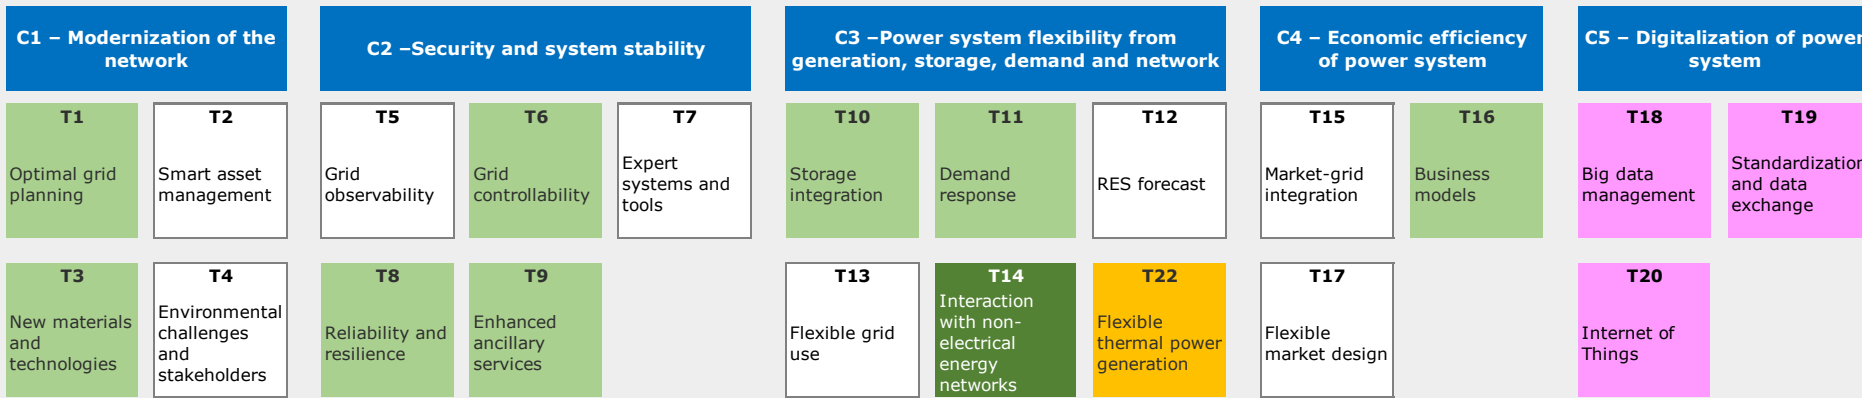 C1 – Modernization of the
network
C2 –Security and system stability
C3 –Power system flexibility from
generation, storage, demand and network
C4 – Economic efficiency
of power system
C5 – Digitalization of power
system
T1
Optimal grid
planning
T2
Smart asset
management
T5
Grid
observability
T6
Grid
controllability
T7
Expert
systems and
tools
T10
Storage
integration
T11
Demand
response
T12
RES forecast
T15
Market-grid
integration
T16
Business
models
T18
Big data
management
T19
Standardization
and data
exchange
T3
New materials
and
technologies
T4
Environmental
challenges
and
stakeholders
T8
Reliability and
resilience
T9
Enhanced
ancillary
services
T13
Flexible grid
use
T14
Interaction
with non-
electrical
energy
networks
T22
Flexible
thermal power
generation
T17
Flexible
market design
T20
Internet of
Things